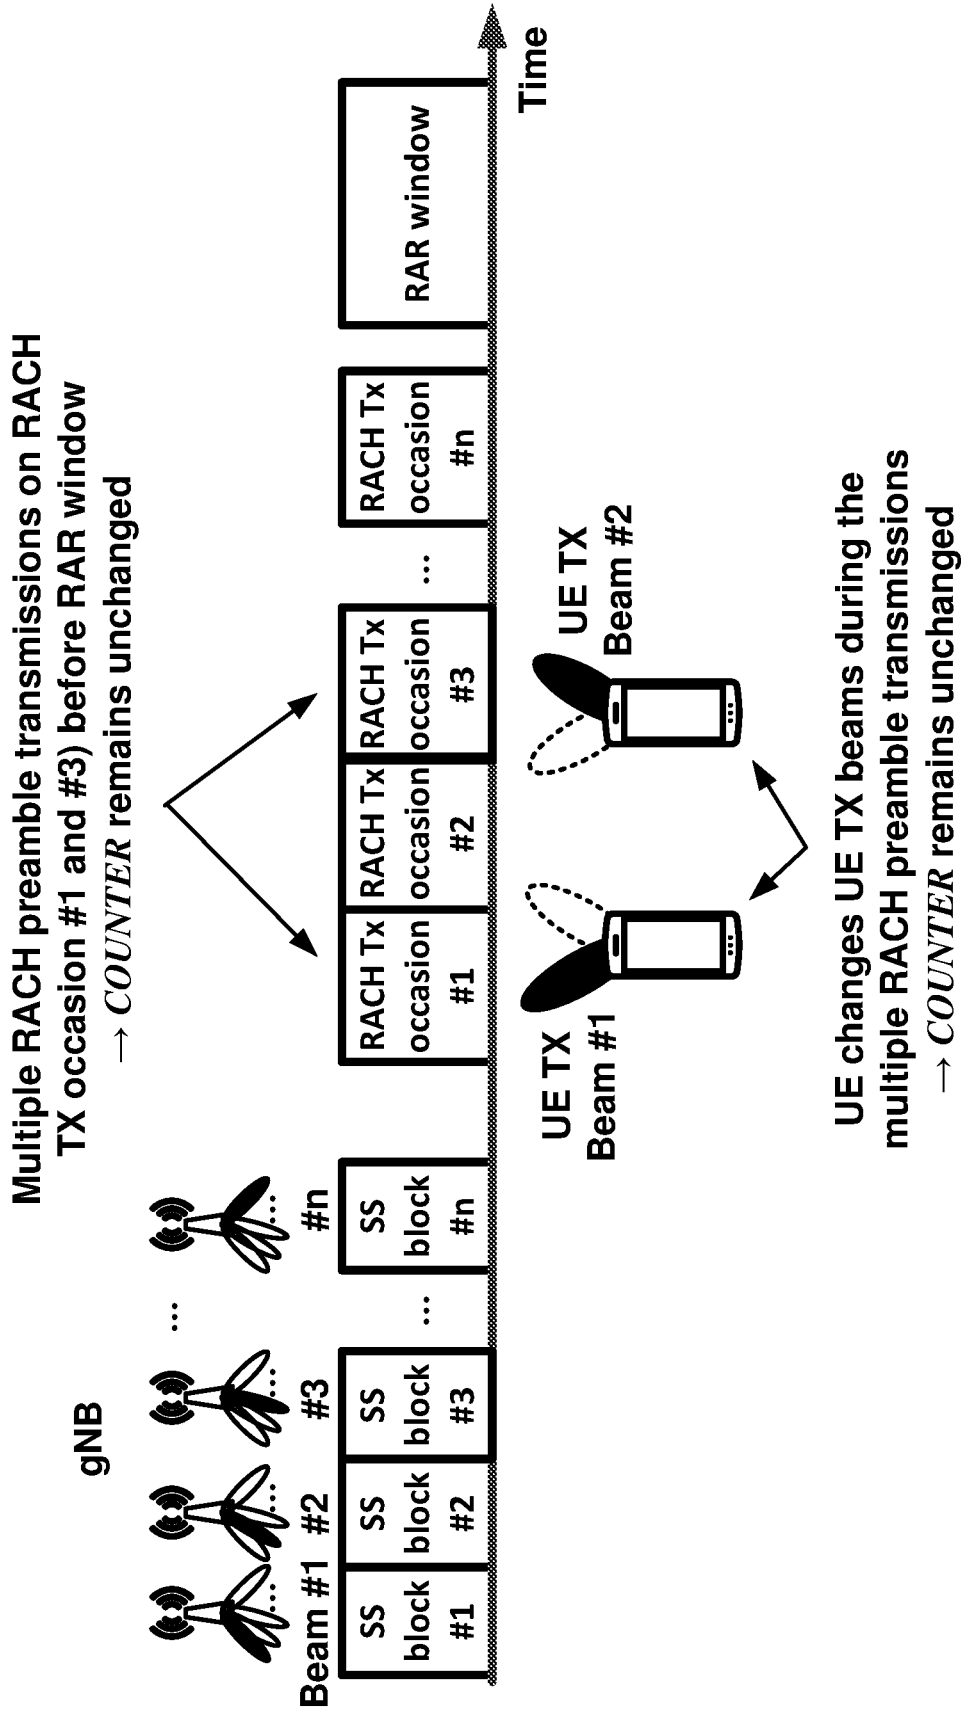 Multiple RACH preamble transmissions on RACH
TX occasion #1 and #3) before RAR window
→ COUNTER remains unchanged
gNB
...
Beam #1
#2
#3
#n
...
SS
block
#1
SS
block
#2
SS
block
#3
...
SS
block
#n
RACH Tx
occasion
#1
RACH Tx
occasion
#2
RACH Tx
occasion
#3
...
RACH Tx
occasion
#n
RAR window
Time
UE TX
Beam #1
UE TX
Beam #2
UE changes UE TX beams during the
multiple RACH preamble transmissions
→ COUNTER remains unchanged